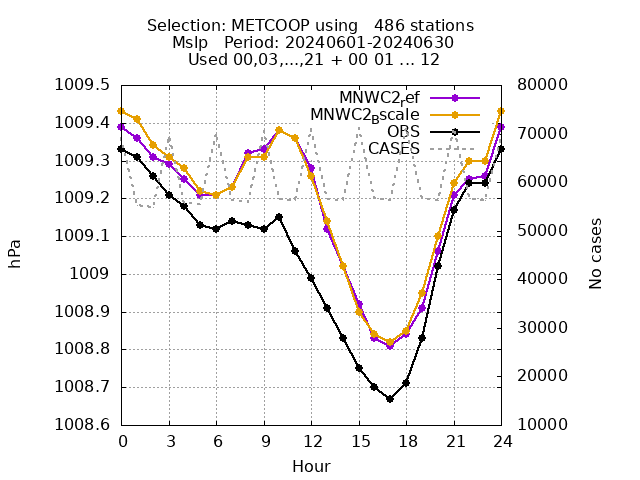 Selection: METCOOP using   486 stations
Mslp   Period: 20240601-20240630
Used 00,03,...,21 + 00 01 ... 12
1009.5
1009.4
1009.3
1009.2
1009.1
1009
1008.9
1008.8
1008.7
1008.6
hPa
MNWC2ref
MNWC2Bscale
OBS
CASES
80000
70000
60000
50000
40000
30000
20000
10000
No cases
0 3 6 9 12 15 18 21 24
Hour